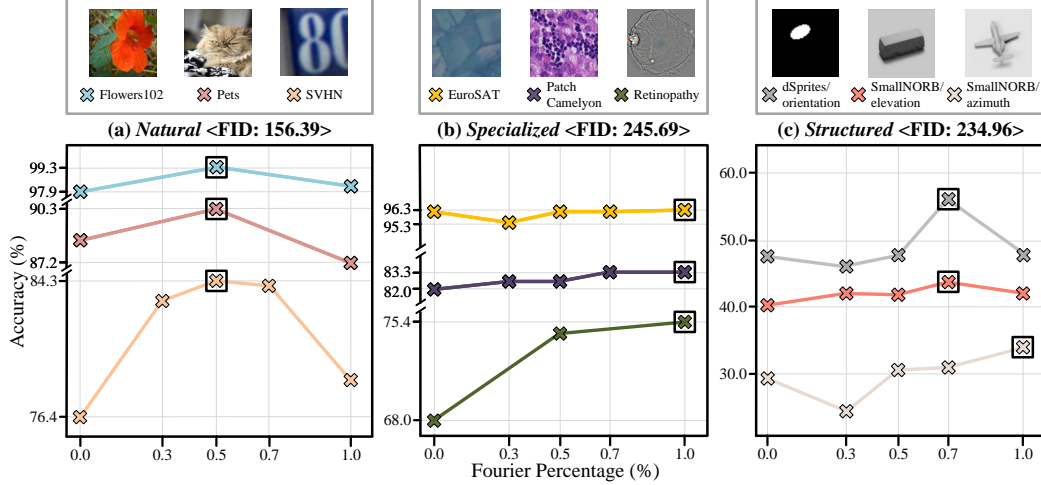 80
Flowers102 Pets SVHN
EuroSAT Patch Camelyon Retinopathy
dSprites/ orientation SmallNORB/ elevation SmallNORB/ azimuth
(a) Natural <FID: 156.39>
(b) Specialized <FID: 245.69>
(c) Structured <FID: 234.96>
Accuracy (%)
99.3
97.9
90.3
87.2
84.3
76.4
0.0 0.3 0.5 0.7 1.0
96.3
95.3
83.3
82.0
75.4
68.0
0.0 0.3 0.5 0.7 1.0
60.0
50.0
40.0
30.0
0.0 0.3 0.5 0.7 1.0
Fourier Percentage (%)